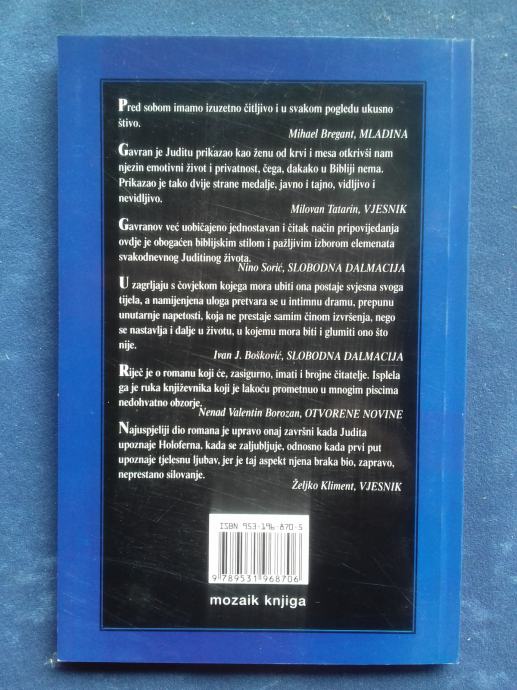 Pred sobom imamo izuzetno čitljivo i u svakom pogledu ukusno
štivo.
Mihael Bregant, MLADINA
Gavran je Juditu prikazao kao ženu od krvi i mesa otkrivši nam
njezin emotivni život i privatnost, čega, dakako u Bibliji nema.
Prikazao je tako dvije strane medalje, javno i tajno, vidljivo i
nevidljivo.
Milovan Tatarin, VJESNIK
Gavranov već uobičajeno jednostavan i čitak način pripovijedanja
ovdje je obogaćen biblijskim stilom i pažljivim izborom elemenata
svakodnevnog Juditinog života.
Nino Sorić, SLOBODNA DALMACIJA
U zagrljaju s čovjekom kojega mora ubiti ona postaje svjesna svoga
tijela, a namijenjena uloga pretvara se u intimnu dramu, prepunu
unutarnje napetosti, koja ne prestaje samim činom izvršenja, nego
se nastavlja i dalje u životu, u kojemu mora biti i glumiti ono što
nije.
Ivan J. Bošković, SLOBODNA DALMACIJA
Riječ je o romanu koji će, zasigurno, imati i brojne čitatelje. Isplela
ga je ruka književnika koji je lakoću prometnuo u mnogim piscima
nedohvatno obzorje.
Nenad Valentin Borozan, OTVORENE NOVINE
Najuspjeliji dio romana je upravo onaj završni kada Judita
upoznaje Holoferna, kada se zaljubljuje, odnosno kada prvi put
upoznaje tjelesnu ljubav, jer je taj aspekt njena braka bio, zapravo,
neprestano silovanje.
Željko Kliment, VJESNIK
ISBN 953-196-870-5
9 789531 968706
mozaik knjiga